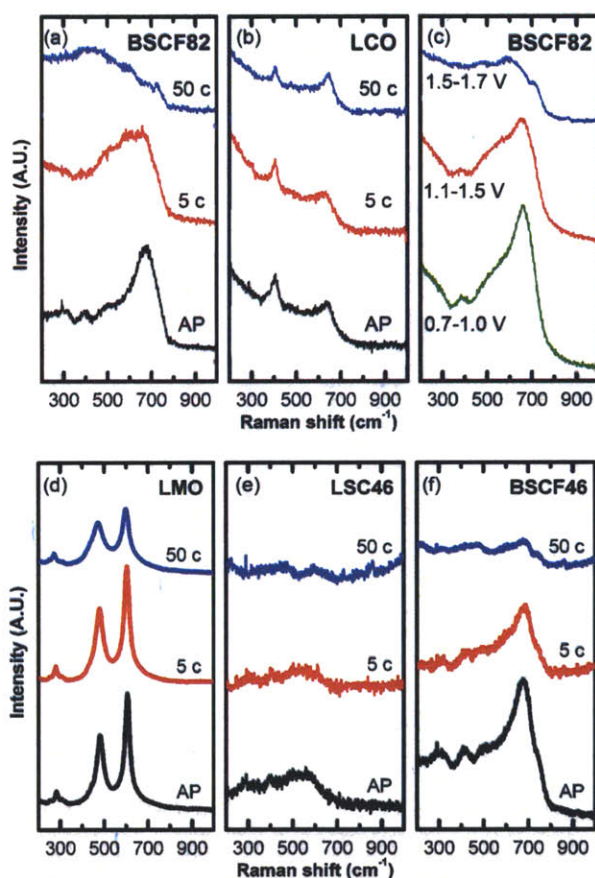 (a) BSCF82
50 c
5 c
AP
(b) LCO
50 c
5 c
AP
(c) BSCF82
1.5-1.7 V
1.1-1.5 V
0.7-1.0 V
Intensity (A.U.)
300 500 700 900
300 500 700 900
300 500 700 900
Raman shift (cm⁻¹)
(d) LMO
50 c
5 c
AP
(e) LSC46
50 c
5 c
AP
(f) BSCF46
50 c
5 c
AP
Intensity (A.U.)
300 500 700 900
300 500 700 900
300 500 700 900
Raman shift (cm⁻¹)